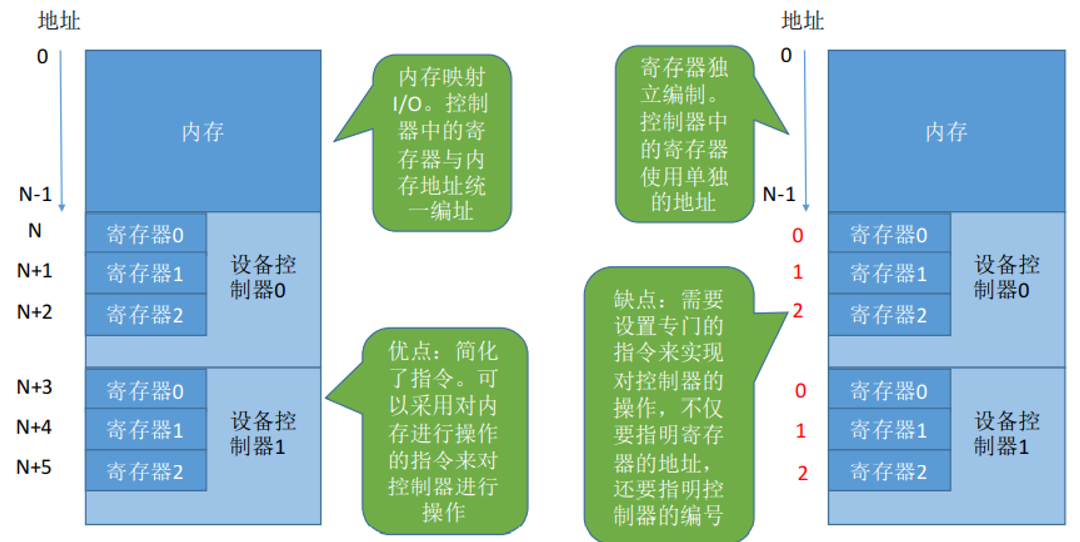 地址
0
内存
N-1
N
寄存器0
N+1
寄存器1
N+2
寄存器2
设备控
制器0
N+3
寄存器0
N+4
寄存器1
N+5
寄存器2
设备控
制器1
内存映射
I/O。控制
器中的寄
存器与内
存地址统
一编址
优点：简化
了指令。可
以采用对内
存进行操作
的指令来对
控制器进行
操作
地址
0
内存
N-1
0
寄存器0
1
寄存器1
2
寄存器2
设备控
制器0
0
寄存器0
1
寄存器1
2
寄存器2
设备控
制器1
寄存器独
立编制。
控制器中
的寄存器
使用单独
的地址
缺点：需要
设置专门的
指令来实现
对控制器的
操作，不仅
要指明寄存
器的地址，
还要指明控
制器的编号